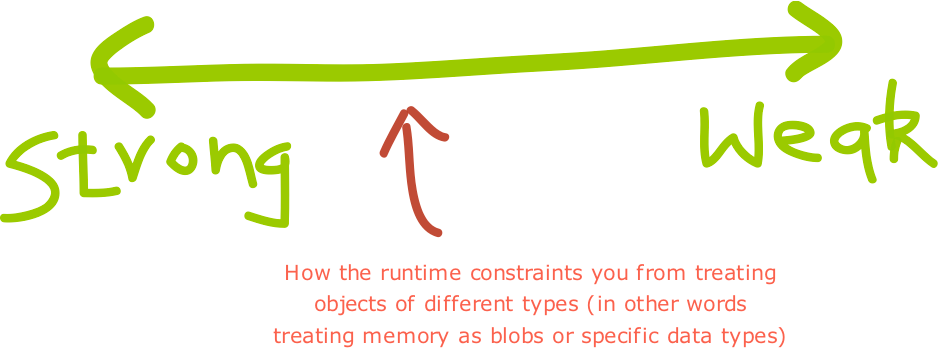 Strong
Weak
How the runtime constraints you from treating
objects of different types (in other words
treating memory as blobs or specific data types)